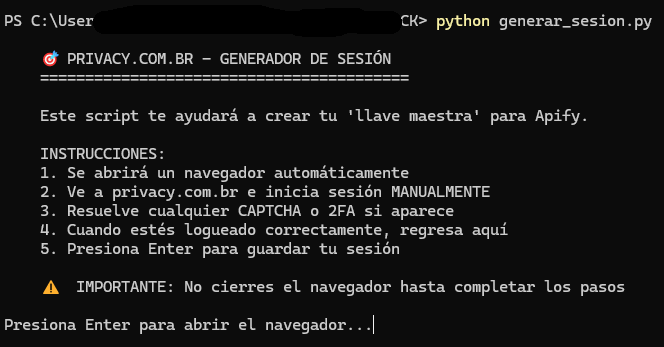 PS C:\User CK> python generar_sesion.py
🎯 PRIVACY.COM.BR - GENERADOR DE SESIÓN
=========================================
Este script te ayudará a crear tu 'llave maestra' para Apify.
INSTRUCCIONES:
1. Se abrirá un navegador automáticamente
2. Ve a privacy.com.br e inicia sesión MANUALMENTE
3. Resuelve cualquier CAPTCHA o 2FA si aparece
4. Cuando estés logueado correctamente, regresa aquí
5. Presiona Enter para guardar tu sesión
⚠️ IMPORTANTE: No cierres el navegador hasta completar los pasos
Presiona Enter para abrir el navegador...